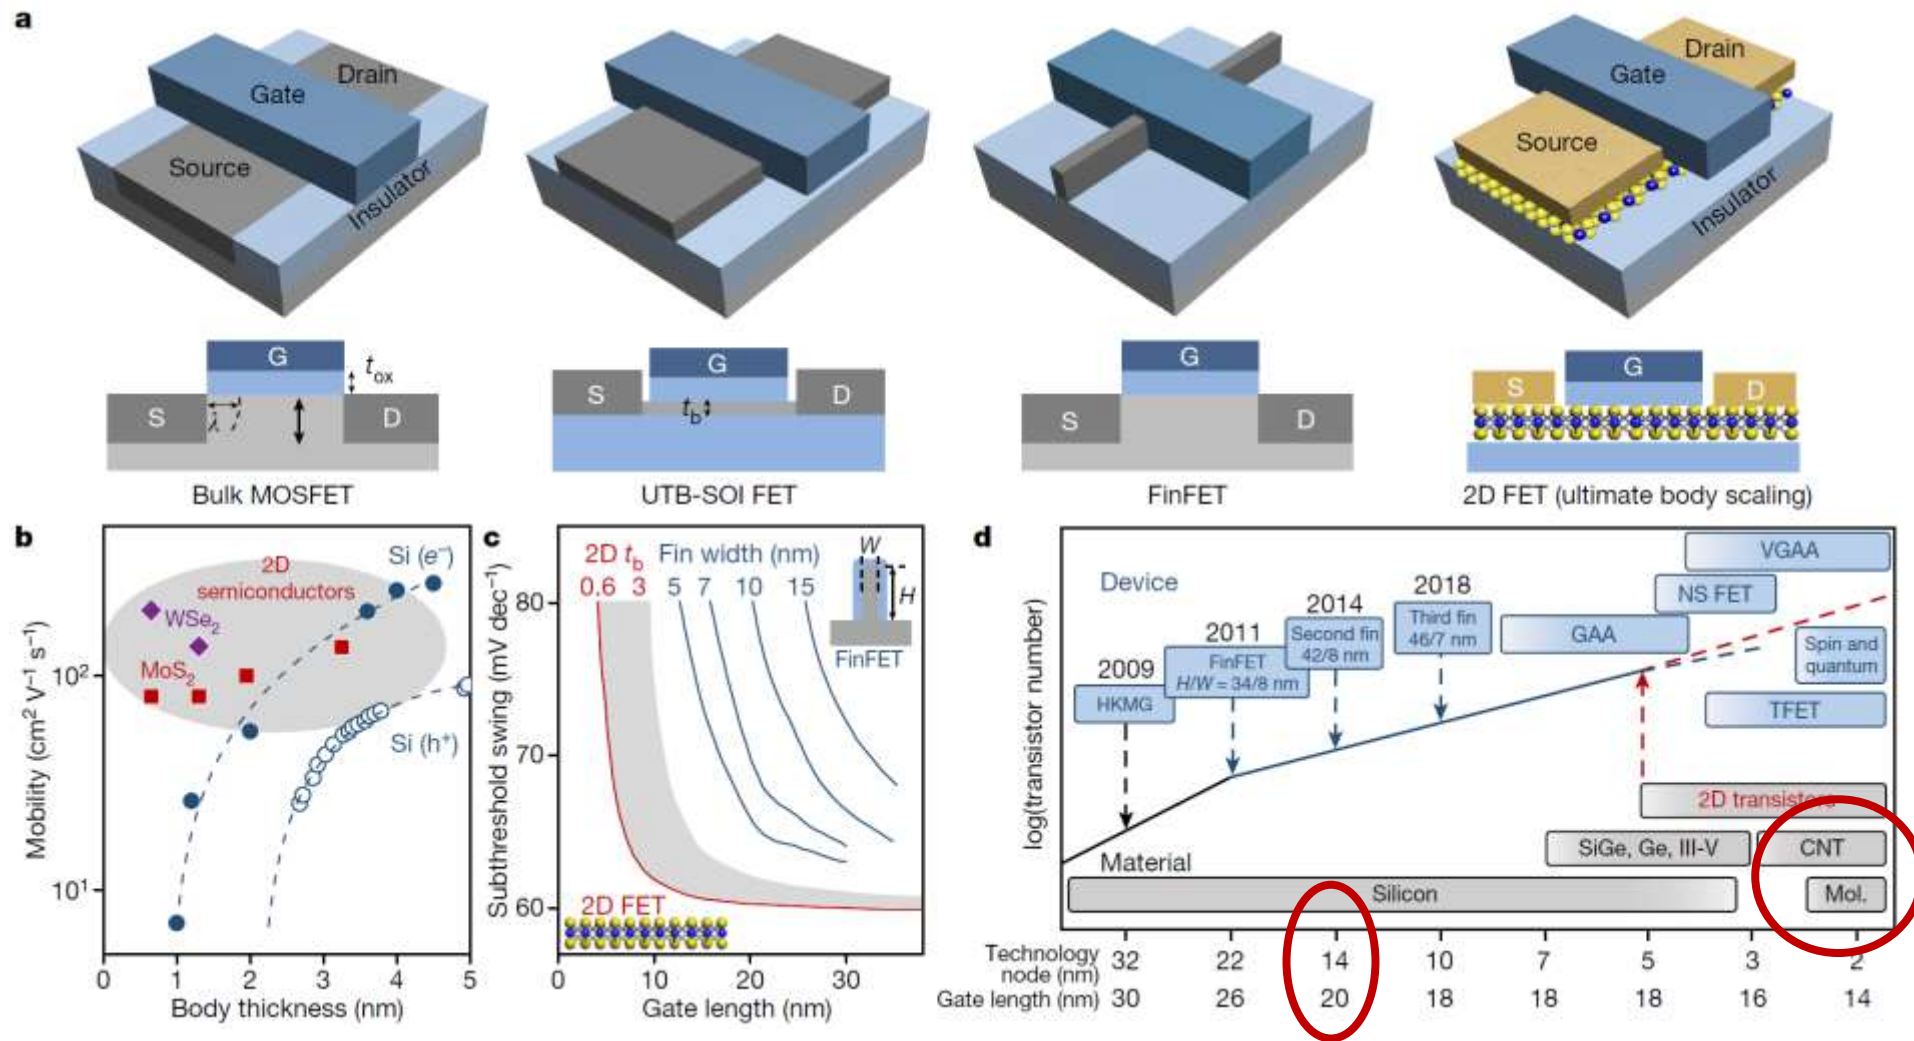 a
Gate
Drain
Source
Insulator
Drain
Gate
Source
Insulator
G
tox
S
λ
D
Bulk MOSFET
G
S
tb
D
UTB-SOI FET
G
S
D
FinFET
G
S
D
2D FET (ultimate body scaling)
b
Mobility (cm² V⁻¹ s⁻¹)
10²
10¹
2D
semiconductors
Si (e⁻)
WSe₂
MoS₂
Si (h⁺)
0 1 2 3 4 5
Body thickness (nm)
c
Subthreshold swing (mV dec⁻¹)
80
70
60
2D tb
0.6 3
Fin width (nm)
5 7 10 15
W
H
FinFET
2D FET
0 10 20 30
Gate length (nm)
d
log(transistor number)
Device
2009
HKMG
2011
FinFET
H/W = 34/8 nm
2014
Second fin
42/8 nm
2018
Third fin
46/7 nm
GAA
VGAA
NS FET
Spin and
quantum
TFET
2D transistors
SiGe, Ge, III-V
CNT
Material
Silicon
Mol.
Technology
node (nm) 32 22 14 10 7 5 3 2
Gate length (nm) 30 26 20 18 18 18 16 14